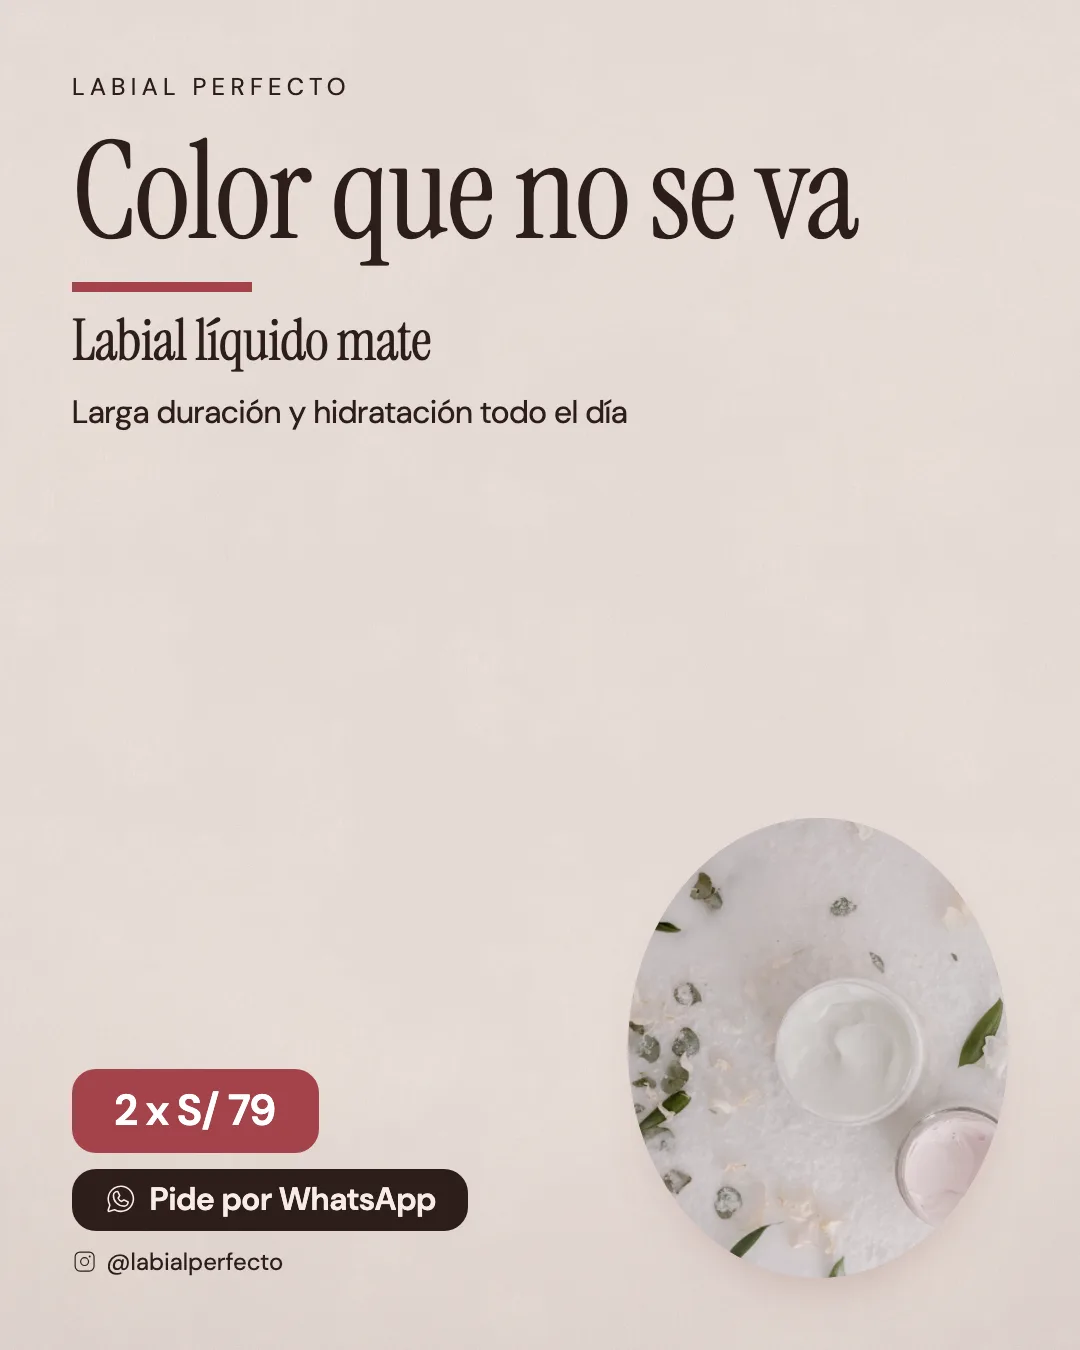 LABIAL PERFECTO
Color que no se va
Labial líquido mate
Larga duración y hidratación todo el día
2 x S/ 79
Pide por WhatsApp
@labialperfecto